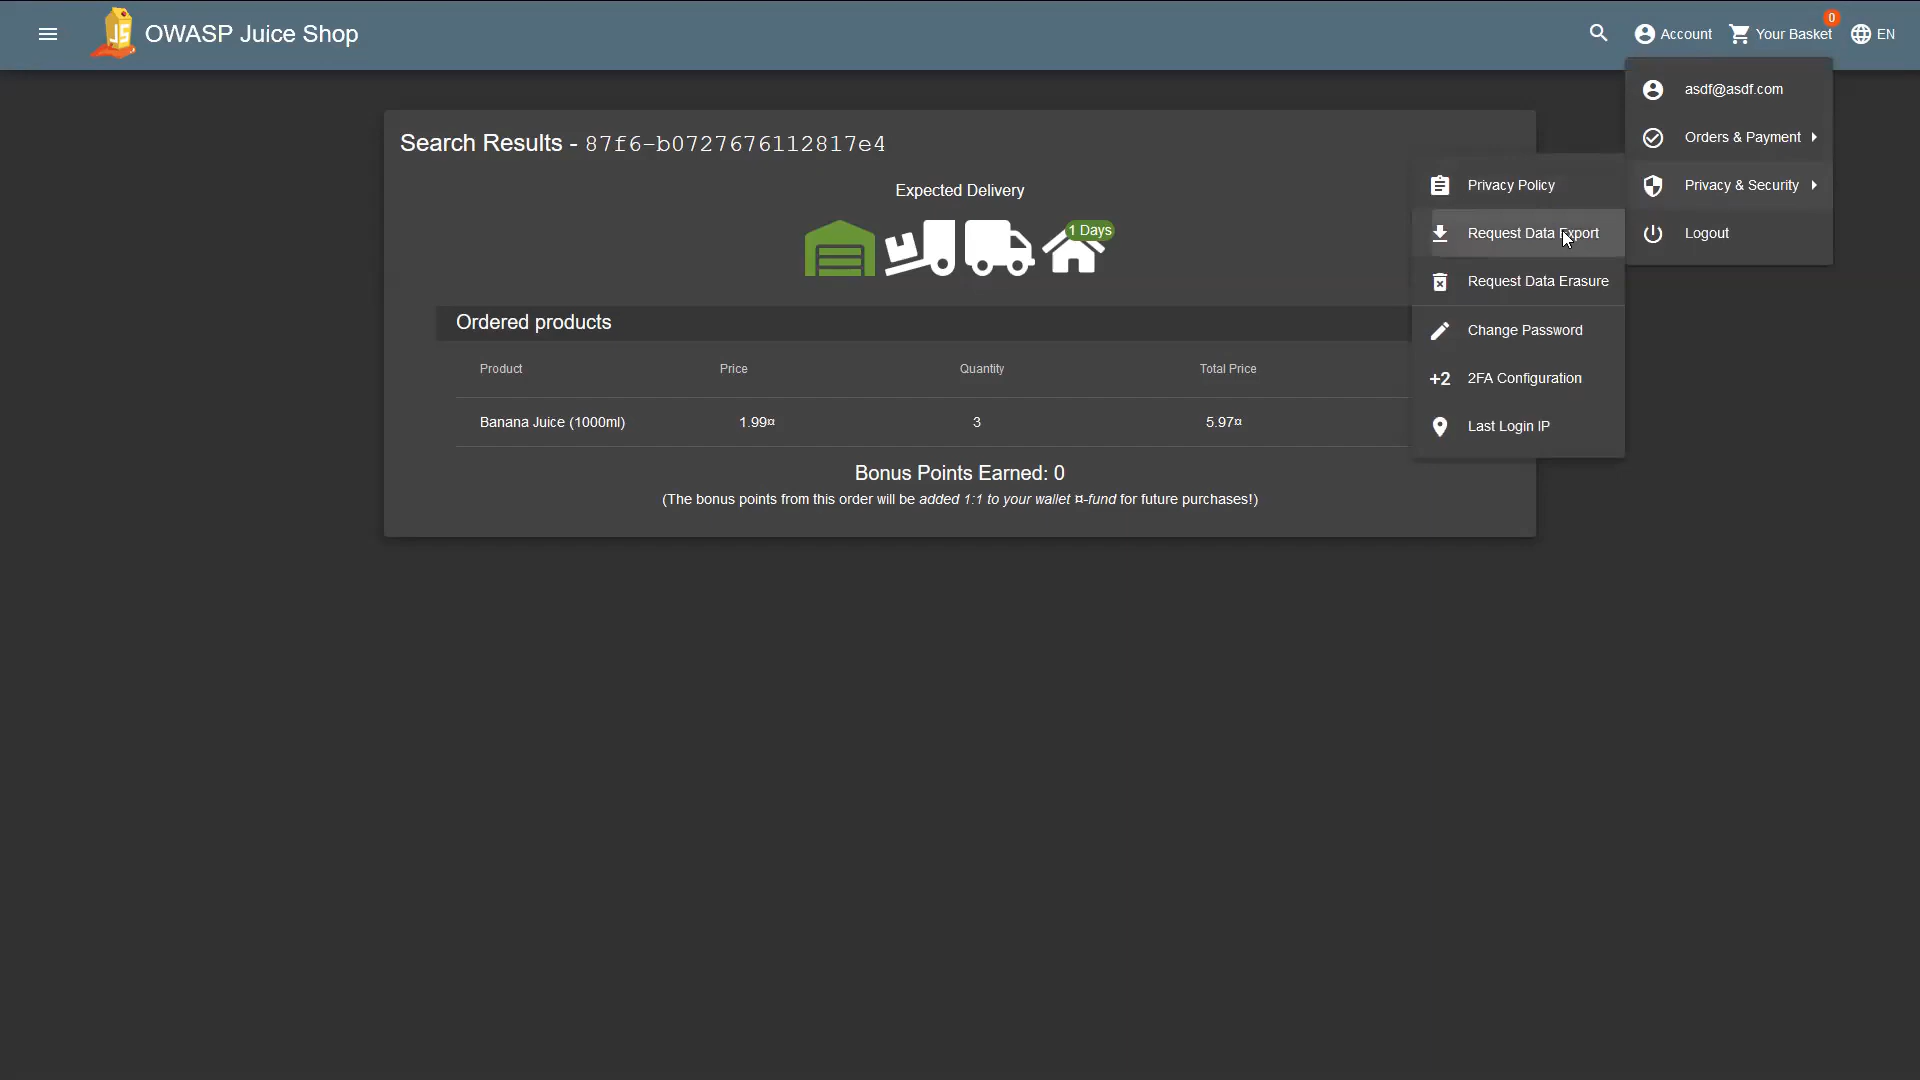 OWASP Juice Shop
Account
0
Your Basket
EN
asdf@asdf.com
Orders & Payment
Privacy & Security
Logout
Privacy Policy
Request Data Export
Request Data Erasure
Change Password
+2 2FA Configuration
Last Login IP
Search Results - 87f6-b0727676112817e4
Expected Delivery
1 Days
Ordered products
Product Price Quantity Total Price
Banana Juice (1000ml) 1.99¤ 3 5.97¤
Bonus Points Earned: 0
(The bonus points from this order will be added 1:1 to your wallet ¤-fund for future purchases!)